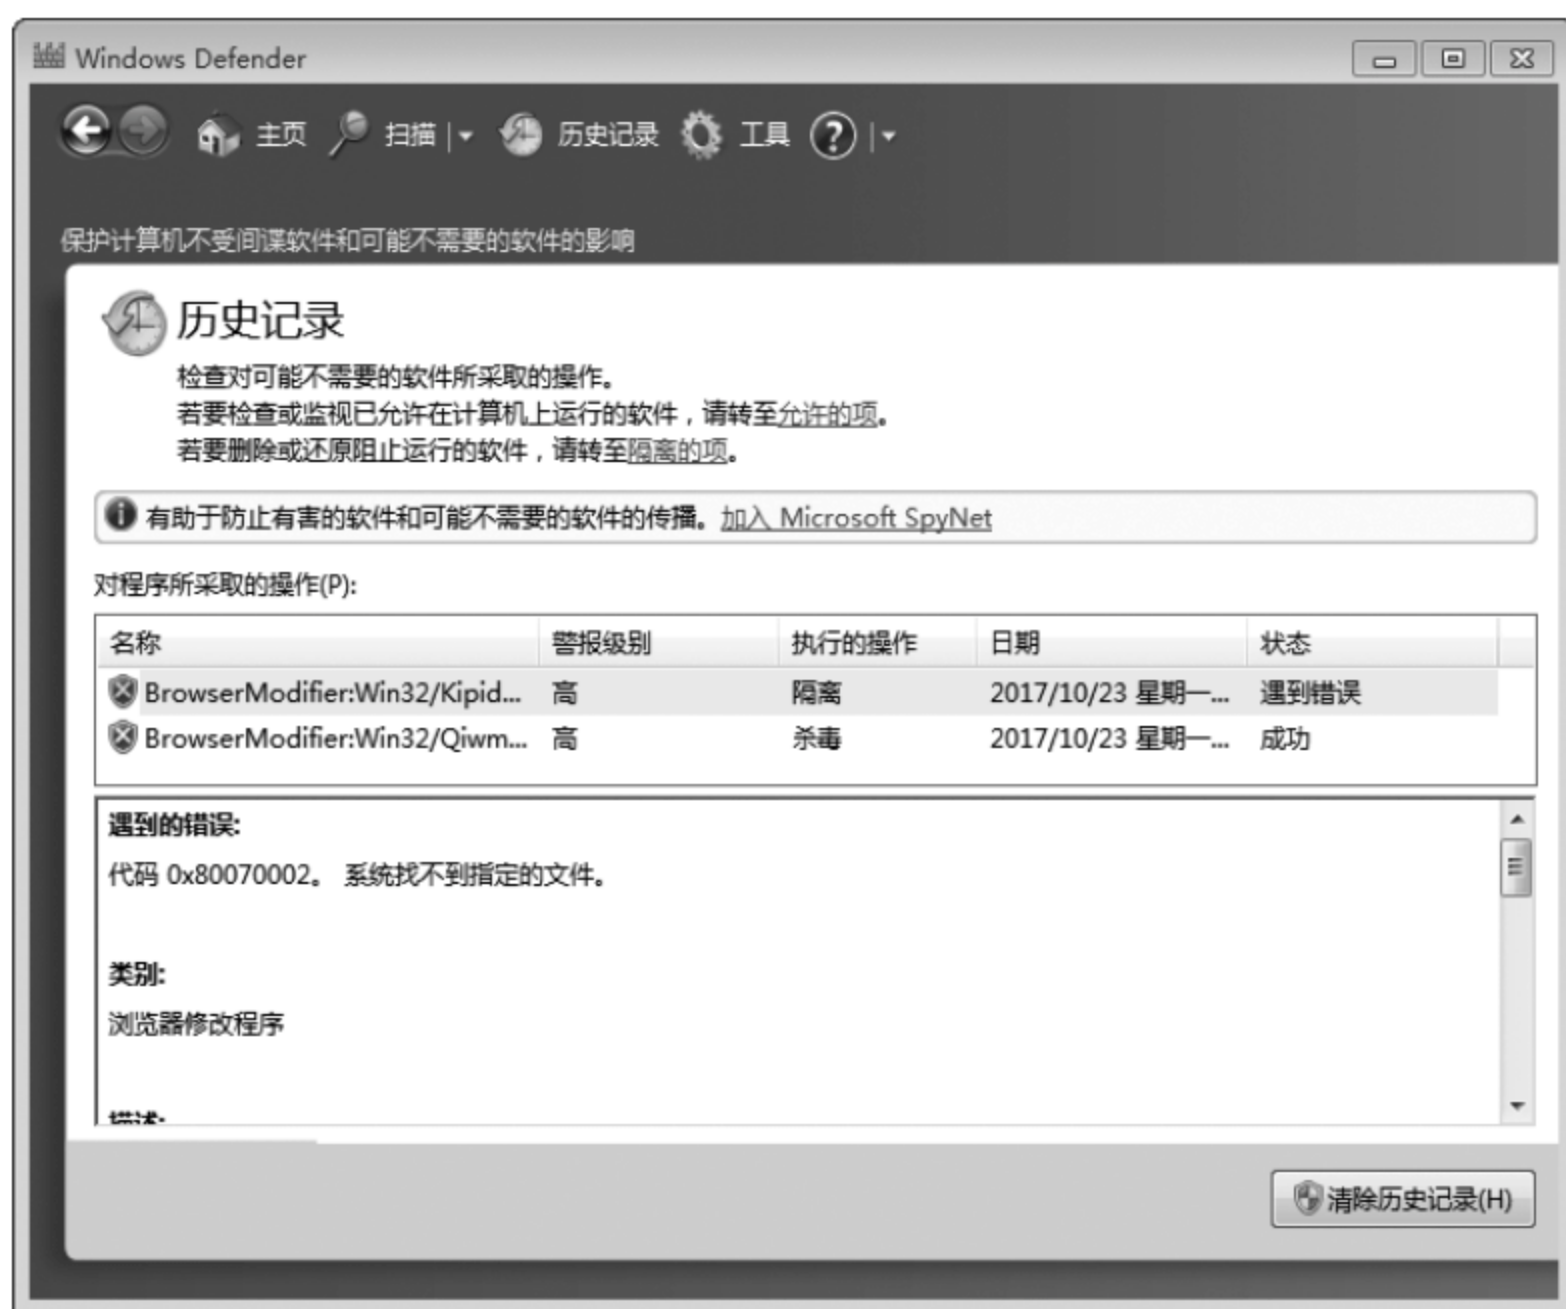 Windows Defender
主页 扫描 历史记录 工具
保护计算机不受间谍软件和可能不需要的软件的影响
历史记录
检查对可能不需要的软件所采取的操作。
若要检查或监视已允许在计算机上运行的软件，请转至允许的项。
若要删除或还原阻止运行的软件，请转至隔离的项。
有助于防止有害的软件和可能不需要的软件的传播。加入 Microsoft SpyNet
对程序所采取的操作(P):
名称 警报级别 执行的操作 日期 状态
BrowserModifier:Win32/Kipid... 高 隔离 2017/10/23 星期一... 遇到错误
BrowserModifier:Win32/Qiwm... 高 杀毒 2017/10/23 星期一... 成功
遇到的错误:
代码 0x80070002。 系统找不到指定的文件。
类别:
浏览器修改程序
描述:
清除历史记录(H)